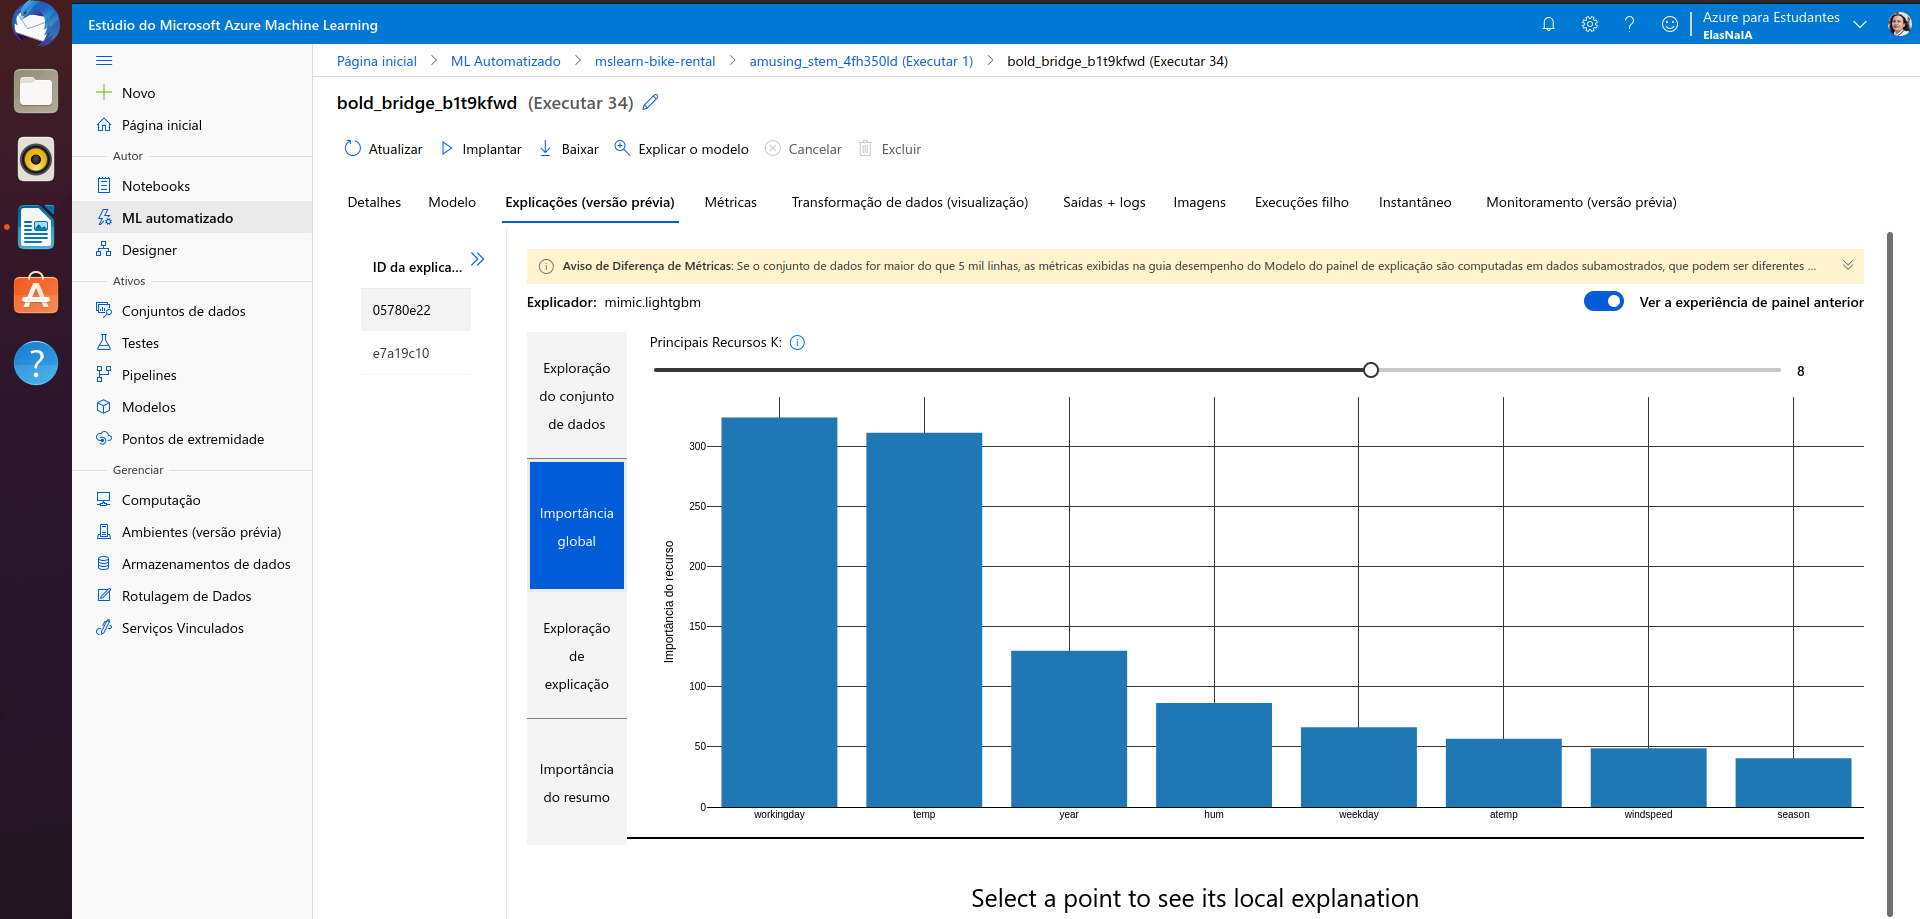 Estúdio do Microsoft Azure Machine Learning
Azure para Estudantes
ElasNaIA
Novo
Página inicial
Autor
Notebooks
ML automatizado
Designer
Ativos
Conjuntos de dados
Testes
Pipelines
Modelos
Pontos de extremidade
Gerenciar
Computação
Ambientes (versão prévia)
Armazenamentos de dados
Rotulagem de Dados
Serviços Vinculados
Página inicial > ML Automatizado > mslearn-bike-rental > amusing_stem_4fh350ld (Executar 1) > bold_bridge_b1t9kfwd (Executar 34)
bold_bridge_b1t9kfwd (Executar 34)
Atualizar Implantar Baixar Explicar o modelo Cancelar Excluir
Detalhes Modelo Explicações (versão prévia) Métricas Transformação de dados (visualização) Saídas + logs Imagens Execuções filho Instantâneo Monitoramento (versão prévia)
ID da explica...
05780e22
e7a19c10
Aviso de Diferença de Métricas: Se o conjunto de dados for maior do que 5 mil linhas, as métricas exibidas na guia desempenho do Modelo do painel de explicação são computadas em dados subamostrados, que podem ser diferentes ...
Explicador: mimic.lightgbm
Ver a experiência de painel anterior
Exploração
do conjunto
de dados
Importância
global
Exploração
de
explicação
Importância
do resumo
Principais Recursos K:
8
Importância do recurso
300
250
200
150
100
50
0
workingday temp year hum weekday atemp windspeed season
Select a point to see its local explanation